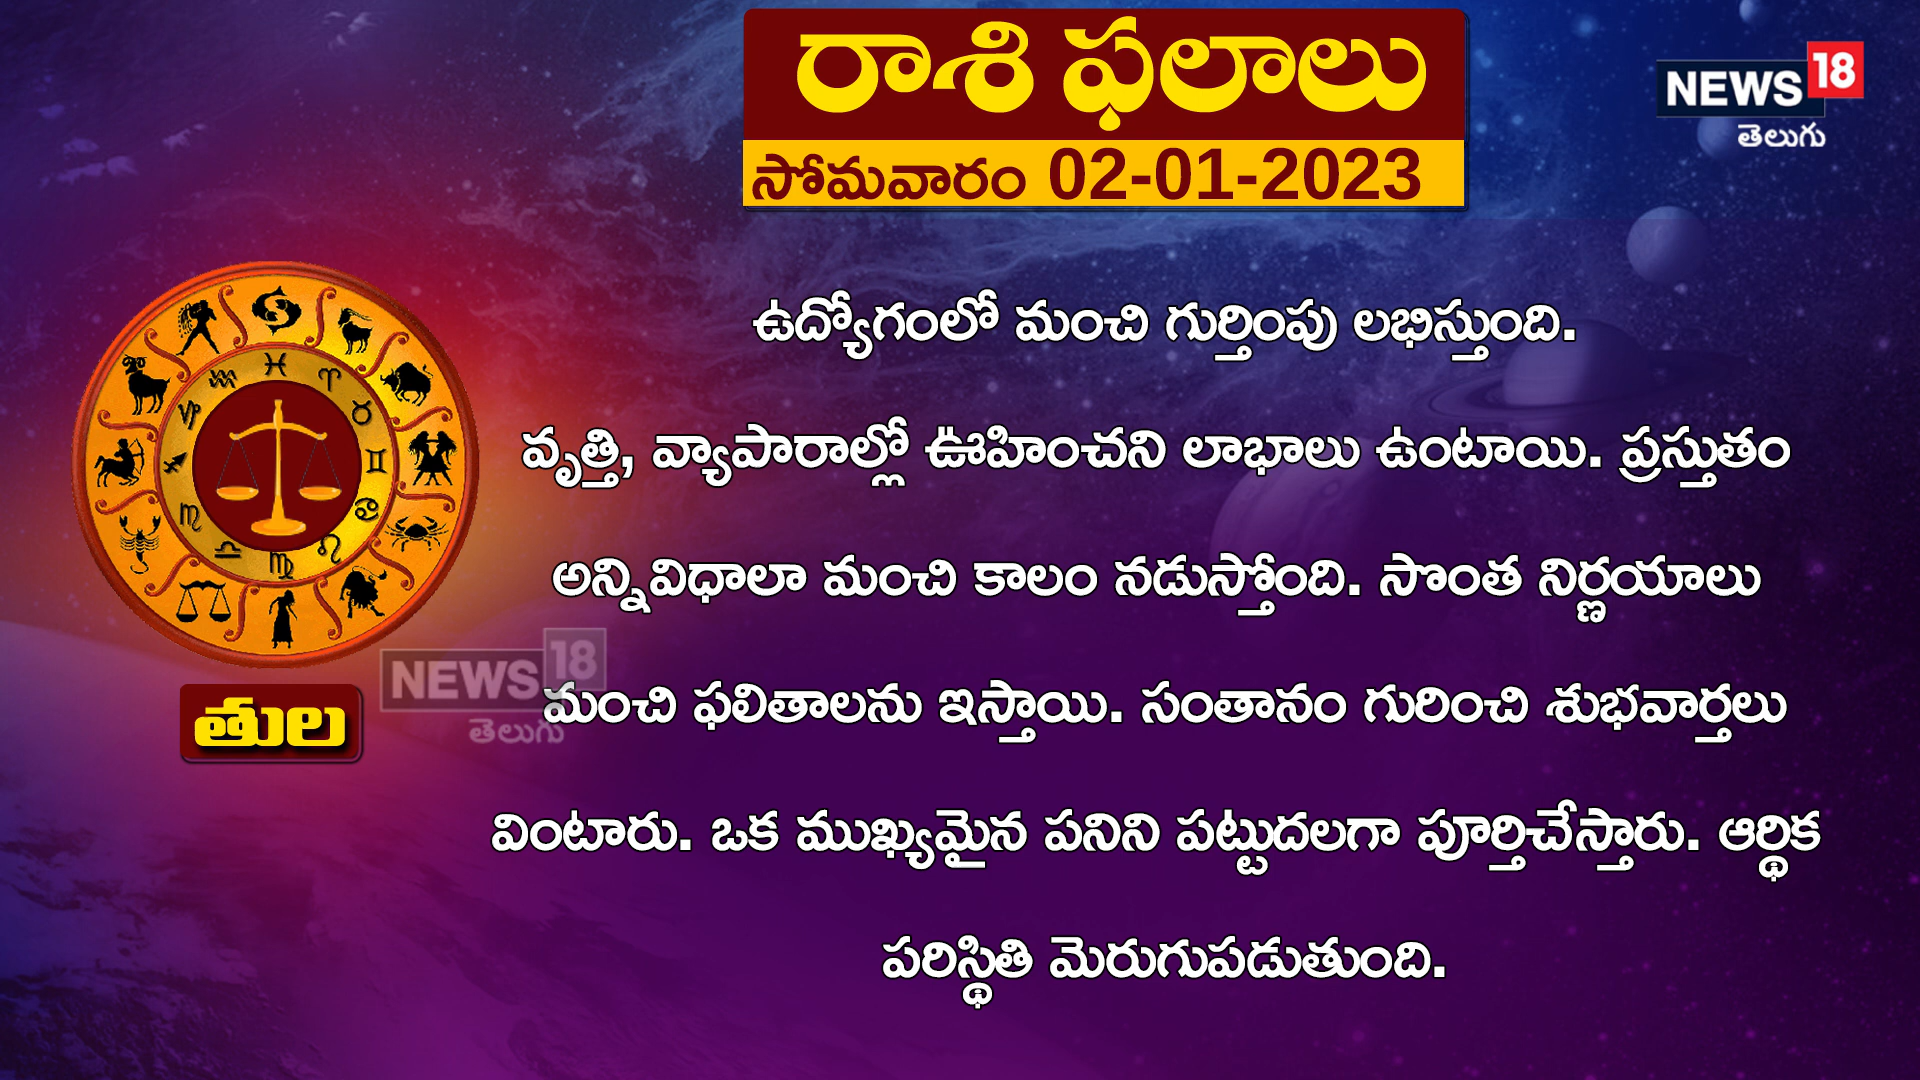 రాశి ఫలాలు
సోమవారం 02-01-2023
NEWS18
తెలుగు
ఉద్యోగంలో మంచి గుర్తింపు లభిస్తుంది.
వృత్తి, వ్యాపారాల్లో ఊహించని లాభాలు ఉంటాయి. ప్రస్తుతం
అన్నివిధాలా మంచి కాలం నడుస్తోంది. సొంత నిర్ణయాలు
మంచి ఫలితాలను ఇస్తాయి. సంతానం గురించి శుభవార్తలు
వింటారు. ఒక ముఖ్యమైన పనిని పట్టుదలగా పూర్తిచేస్తారు. ఆర్థిక
పరిస్థితి మెరుగుపడుతుంది.
తుల
NEWS18
తెలుగు